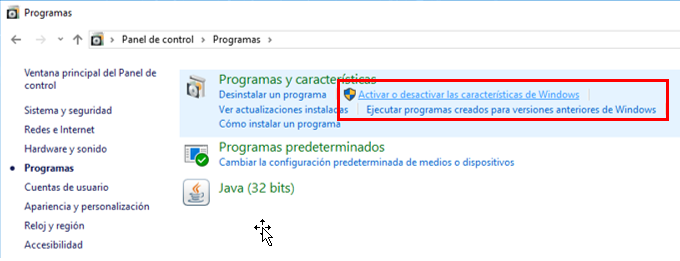 Programas
Panel de control › Programas ›
Ventana principal del Panel de
control
Sistema y seguridad
Redes e Internet
Hardware y sonido
Programas
Cuentas de usuario
Apariencia y personalización
Reloj y región
Accesibilidad
Programas y características
Desinstalar un programa Activar o desactivar las características de Windows
Ver actualizaciones instaladas Ejecutar programas creados para versiones anteriores de Windows
Cómo instalar un programa
Programas predeterminados
Cambiar la configuración predeterminada de medios o dispositivos
Java (32 bits)